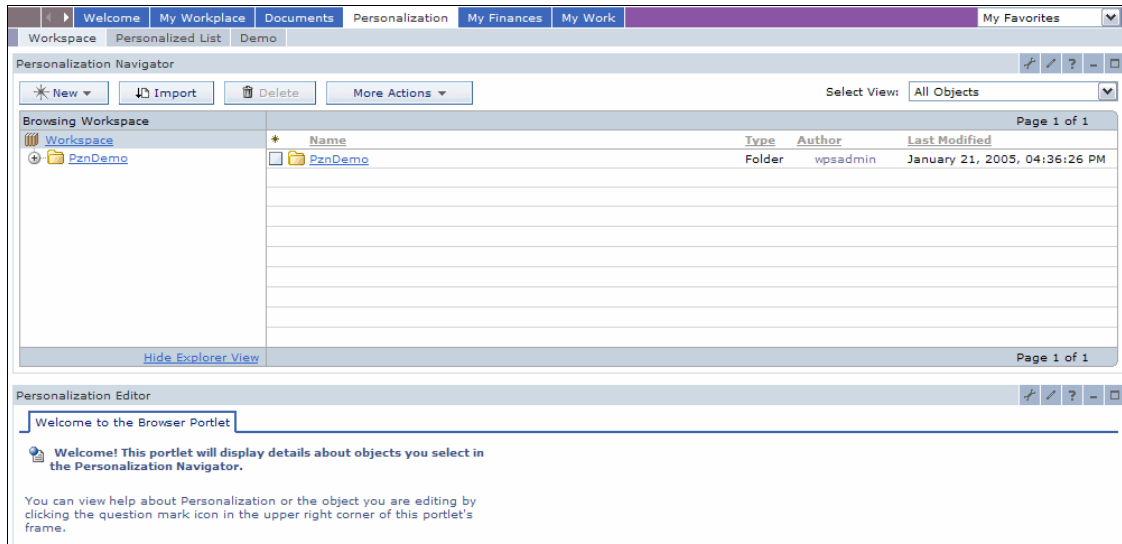 Welcome My Workplace Documents Personalization My Finances My Work My Favorites
Workspace Personalized List Demo
Personalization Navigator
New Import Delete More Actions Select View: All Objects
Browsing Workspace Page 1 of 1
Workspace * Name Type Author Last Modified
PznDemo PznDemo Folder wpsadmin January 21, 2005, 04:36:26 PM
Hide Explorer View Page 1 of 1
Personalization Editor
Welcome to the Browser Portlet
Welcome! This portlet will display details about objects you select in
the Personalization Navigator.
You can view help about Personalization or the object you are editing by
clicking the question mark icon in the upper right corner of this portlet's
frame.